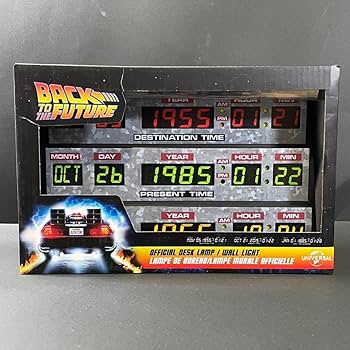 BACK
TO THE
FUTURE
YEAR HOUR MIN
1955 AM PM 01 21
DESTINATION TIME
MONTH DAY YEAR HOUR MIN
OCT 26 1985 AM PM 01 22
PRESENT TIME
YEAR HOUR MIN
OFFICIAL DESK LAMP / WALL LIGHT
LAMPE DE BUREAU/LAMPE MURALE OFFICIELLE
UNIVERSAL